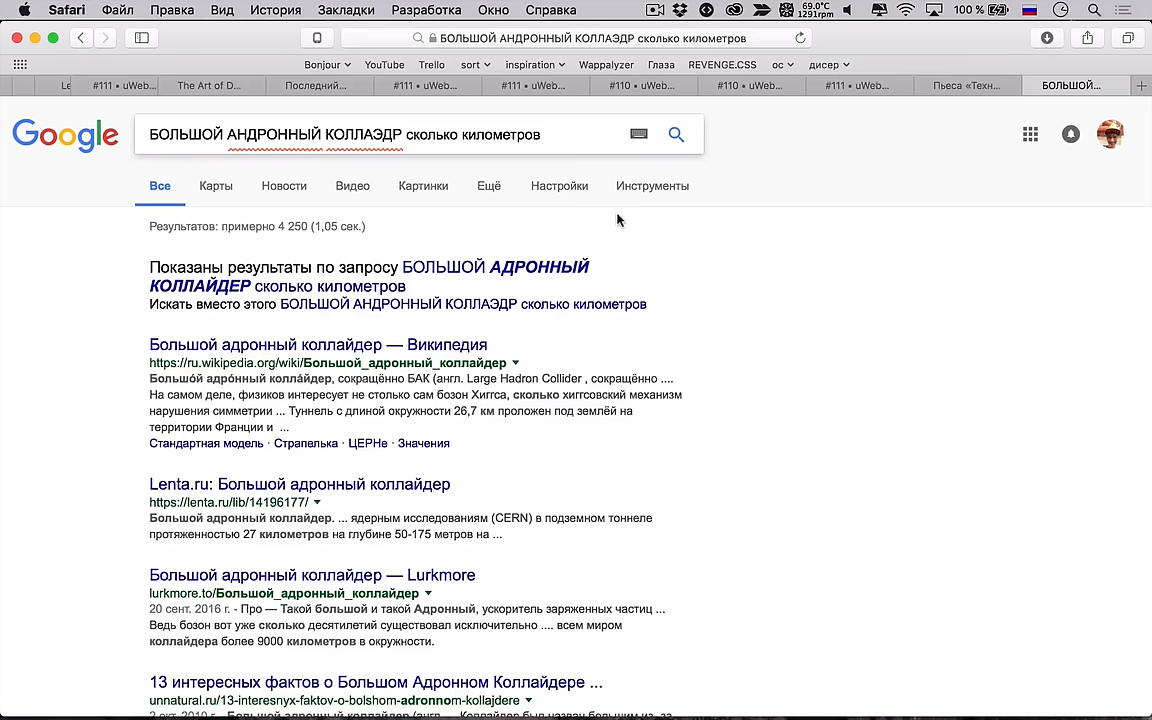 Safari Файл Правка Вид История Закладки Разработка Окно Справка 69.0°C 1291rpm 100 %
БОЛЬШОЙ АНДРОННЫЙ КОЛЛАЭДР сколько километров
Bonjour YouTube Trello sort inspiration Wappalyzer Глаза REVENGE.CSS ос дисер
Le #111 • uWeb... The Art of D... Последний... #111 • uWeb... #111 • uWeb... #110 • uWeb... #110 • uWeb... #111 • uWeb... Пьеса «Техн... БОЛЬШОЙ...
Google БОЛЬШОЙ АНДРОННЫЙ КОЛЛАЭДР сколько километров
Все Карты Новости Видео Картинки Ещё Настройки Инструменты
Результатов: примерно 4 250 (1,05 сек.)
Показаны результаты по запросу БОЛЬШОЙ АДРОННЫЙ
КОЛЛАЙДЕР сколько километров
Искать вместо этого БОЛЬШОЙ АНДРОННЫЙ КОЛЛАЭДР сколько километров
Большой адронный коллайдер — Википедия
https://ru.wikipedia.org/wiki/Большой_адронный_коллайдер
Большо́й адро́нный колла́йдер, сокращённо БАК (англ. Large Hadron Collider , сокращённо ....
На самом деле, физиков интересует не столько сам бозон Хиггса, сколько хиггсовский механизм
нарушения симметрии ... Туннель с длиной окружности 26,7 км проложен под землёй на
территории Франции и ...
Стандартная модель · Страпелька · ЦЕРНе · Значения
Lenta.ru: Большой адронный коллайдер
https://lenta.ru/lib/14196177/
Большой адронный коллайдер. ... ядерным исследованиям (CERN) в подземном тоннеле
протяженностью 27 километров на глубине 50-175 метров на ...
Большой адронный коллайдер — Lurkmore
lurkmore.to/Большой_адронный_коллайдер
20 сент. 2016 г. - Про — Такой большой и такой Адронный, ускоритель заряженных частиц ...
Ведь бозон вот уже сколько десятилетий существовал исключительно .... всем миром
коллайдера более 9000 километров в окружности.
13 интересных фактов о Большом Адронном Коллайдере ...
unnatural.ru/13-interesnyx-faktov-o-bolshom-adronnom-kollajdere